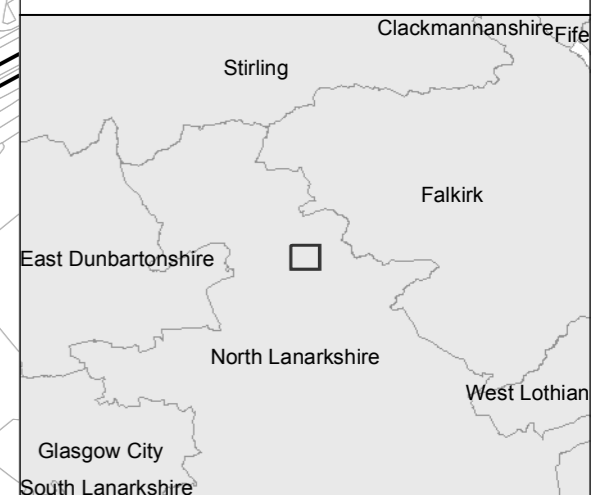 Clackmannanshire
Fife
Stirling
Falkirk
East Dunbartonshire
North Lanarkshire
West Lothian
Glasgow City
South Lanarkshire